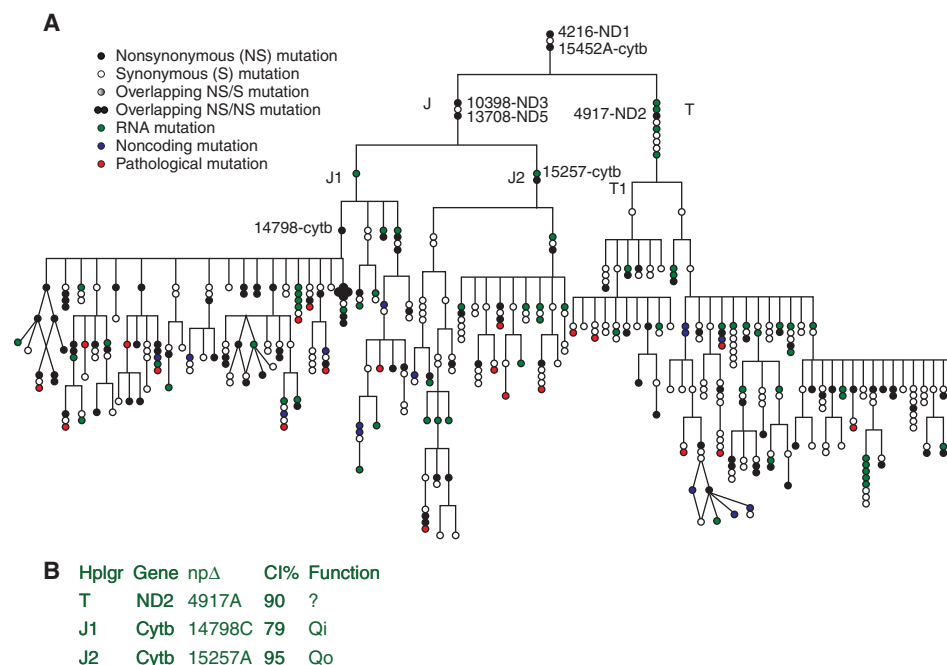 A
4216-ND1
15452A-cytb
Nonsynonymous (NS) mutation
Synonymous (S) mutation
Overlapping NS/S mutation
Overlapping NS/NS mutation
RNA mutation
Noncoding mutation
Pathological mutation
J
10398-ND3
13708-ND5
4917-ND2
T
J1
J2
15257-cytb
T1
14798-cytb
B
Hplgr Gene npΔ CI% Function
T ND2 4917A 90 ?
J1 Cytb 14798C 79 Qi
J2 Cytb 15257A 95 Qo